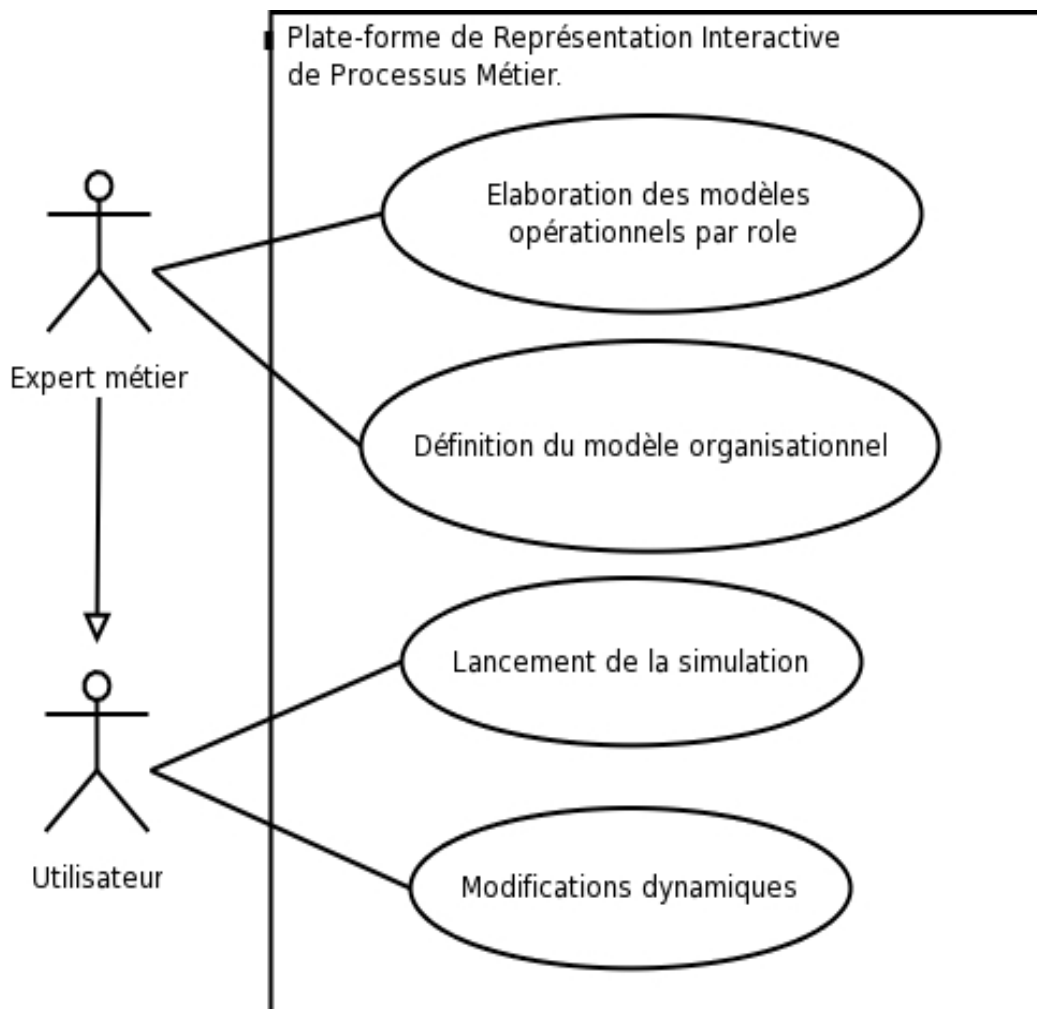 Plate-forme de Représentation Interactive
de Processus Métier.
Elaboration des modèles
opérationnels par role
Expert métier
Définition du modèle organisationnel
Lancement de la simulation
Utilisateur
Modifications dynamiques